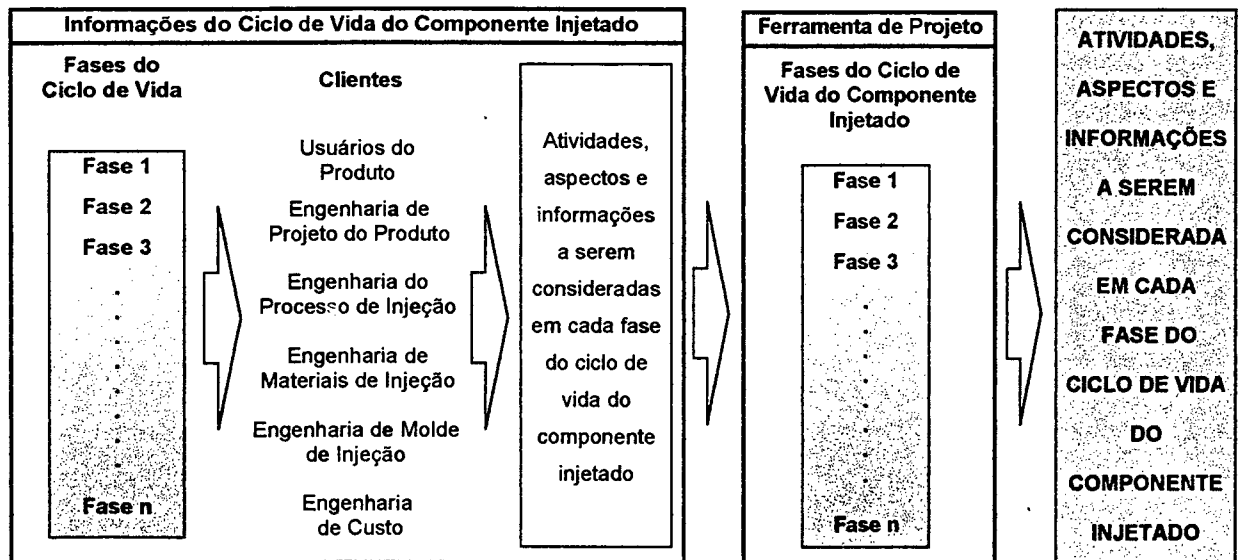 Informações do Ciclo de Vida do Componente Injetado
Fases do
Ciclo de Vida
Fase 1
Fase 2
Fase 3
Fase n
Clientes
Usuários do
Produto
Engenharia de
Projeto do Produto
Engenharia do
Processo de Injeção
Engenharia de
Materiais de Injeção
Engenharia de Molde
de Injeção
Engenharia
de Custo
Atividades,
aspectos e
informações
a serem
consideradas
em cada fase
do ciclo de
vida do
componente
injetado
Ferramenta de Projeto
Fases do Ciclo de
Vida do Componente
Injetado
Fase 1
Fase 2
Fase 3
Fase n
ATIVIDADES,
ASPECTOS E
INFORMAÇÕES
A SEREM
CONSIDERADA
EM CADA
FASE DO
CICLO DE VIDA
DO
COMPONENTE
INJETADO